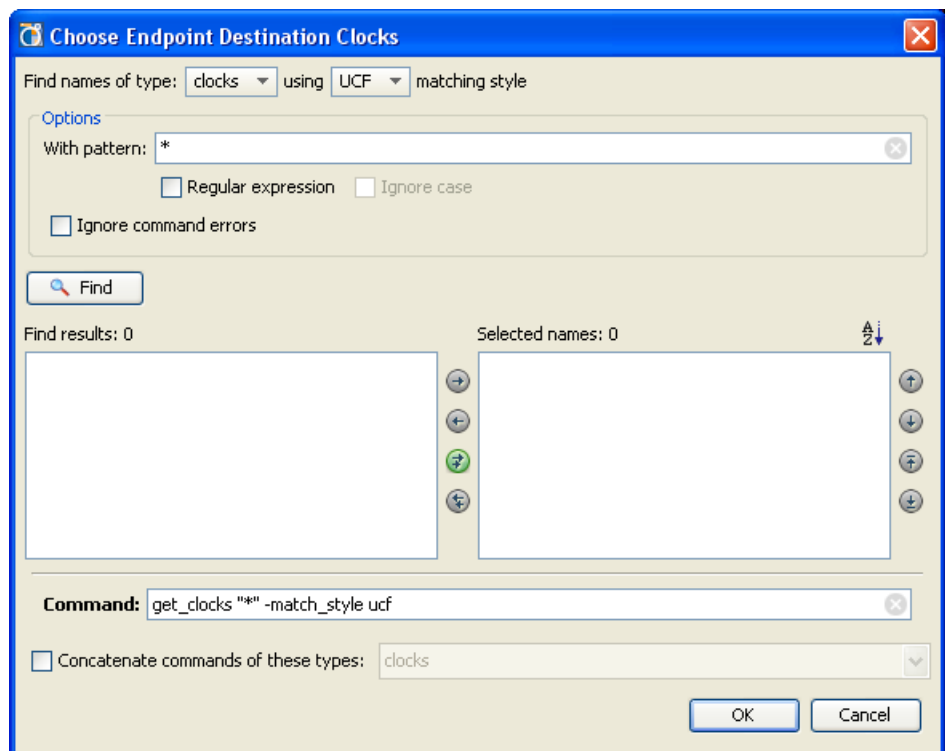 Choose Endpoint Destination Clocks
Find names of type: clocks using UCF matching style
Options
With pattern: *
Regular expression Ignore case
Ignore command errors
Find
Find results: 0 Selected names: 0 AZ
Command: get_clocks "*" -match_style ucf
Concatenate commands of these types: clocks
OK Cancel